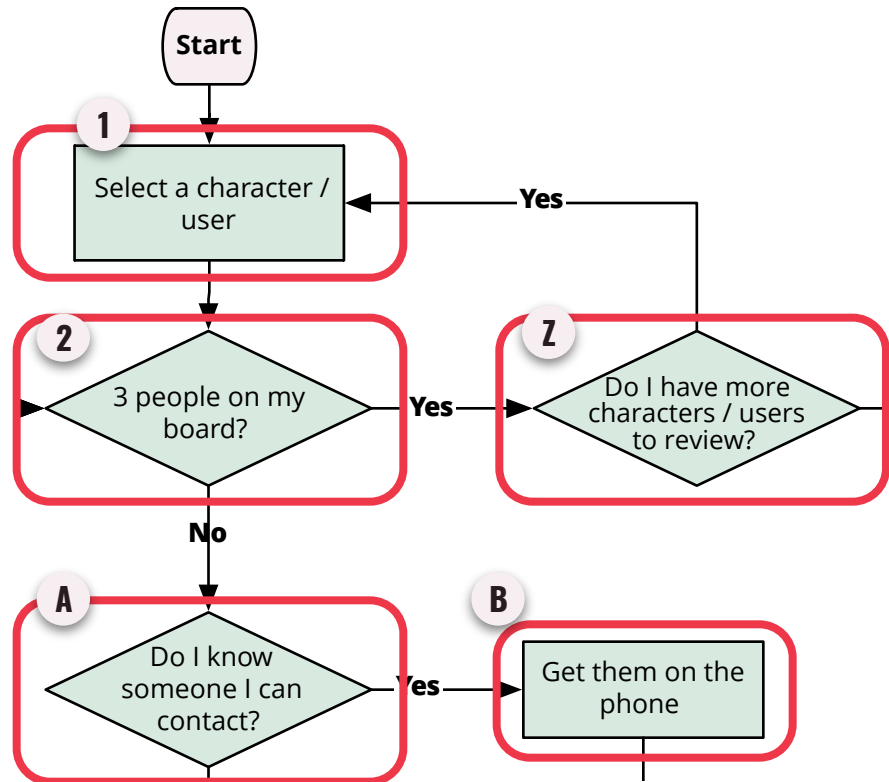 Start
1
Select a character /
user
Yes
2
3 people on my
board?
Yes
Z
Do I have more
characters / users
to review?
No
A
Do I know
someone I can
contact?
Yes
B
Get them on the
phone